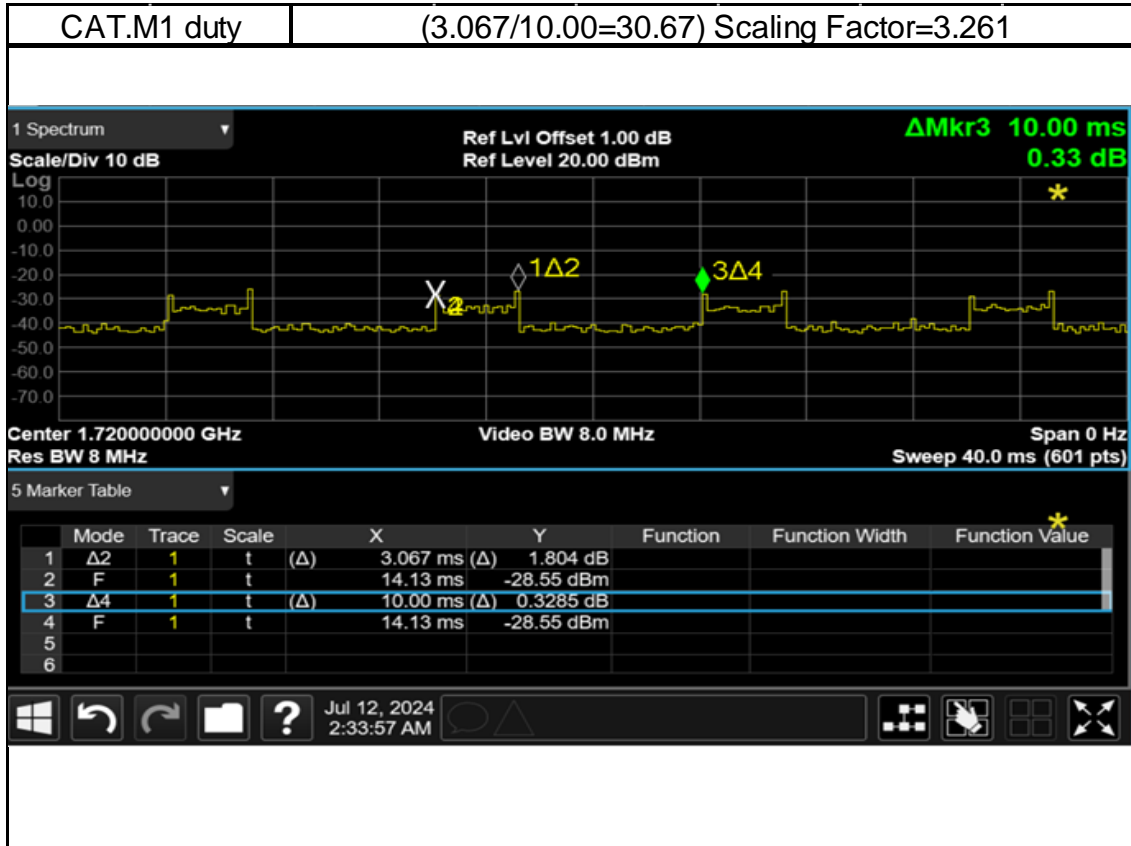 CAT.M1 duty (3.067/10.00=30.67) Scaling Factor=3.261
1 Spectrum ▼ Ref Lvl Offset 1.00 dB ΔMkr3 10.00 ms
Scale/Div 10 dB Ref Level 20.00 dBm 0.33 dB
Log
10.0
0.00
-10.0
-20.0 1Δ2 3Δ4
-30.0
-40.0
-50.0
-60.0
-70.0
Center 1.720000000 GHz Video BW 8.0 MHz Span 0 Hz
Res BW 8 MHz Sweep 40.0 ms (601 pts)
5 Marker Table ▼
Mode Trace Scale X Y Function Function Width Function Value
1 Δ2 1 t (Δ) 3.067 ms (Δ) 1.804 dB
2 F 1 t 14.13 ms -28.55 dBm
3 Δ4 1 t (Δ) 10.00 ms (Δ) 0.3285 dB
4 F 1 t 14.13 ms -28.55 dBm
5
6
? Jul 12, 2024
2:33:57 AM